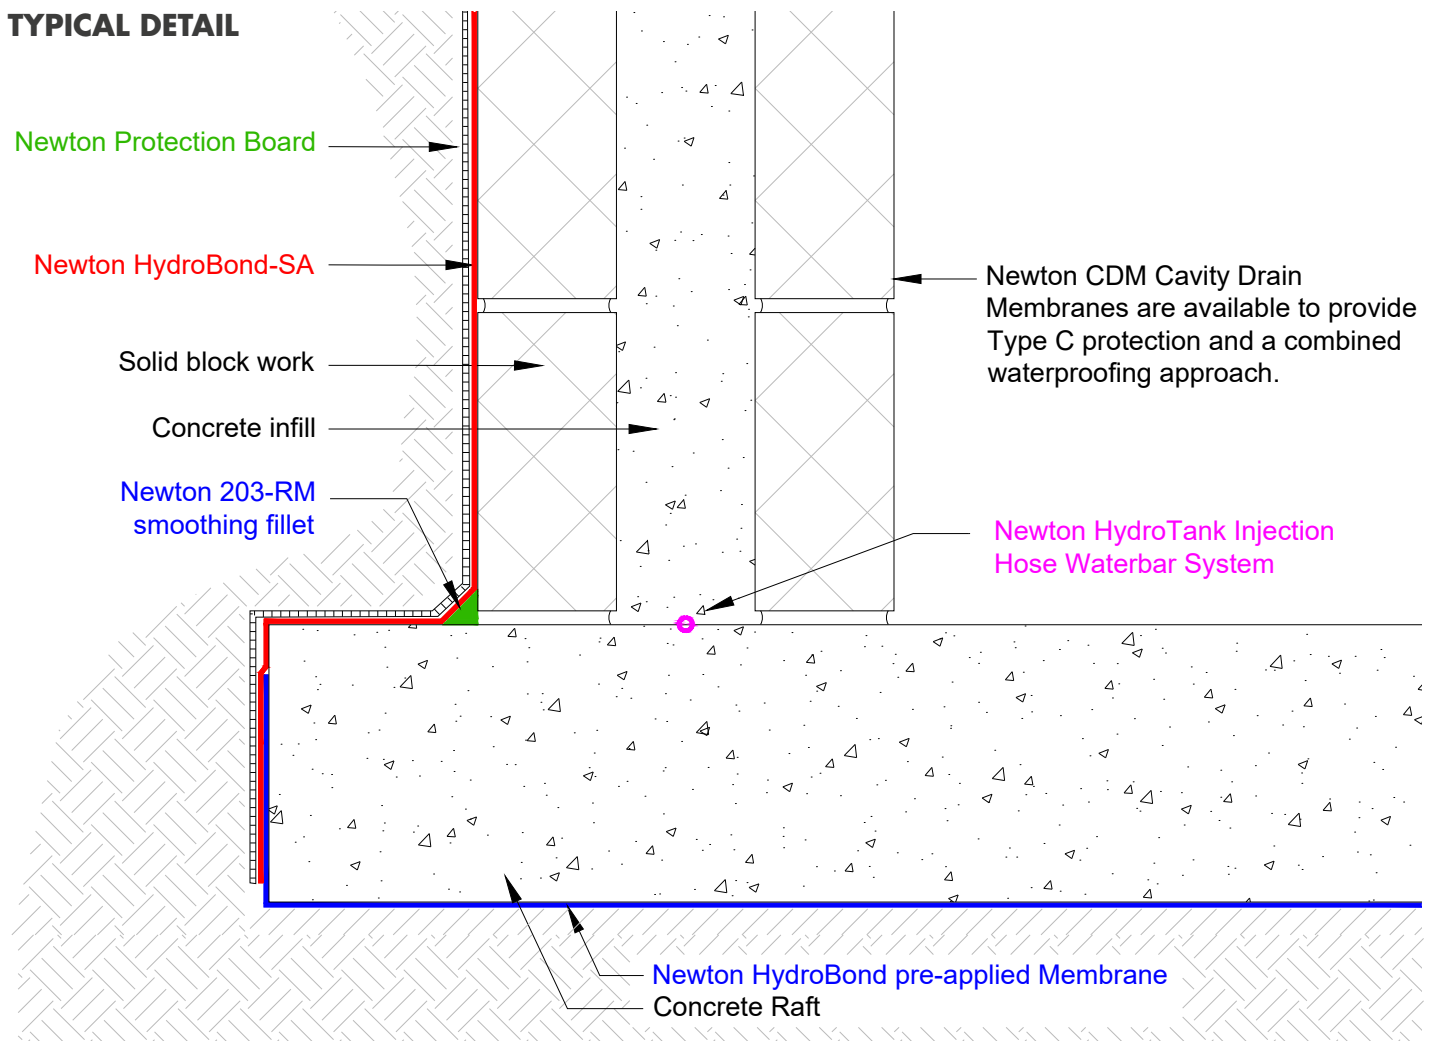 TYPICAL DETAIL
Newton Protection Board
Newton HydroBond-SA
Solid block work
Concrete infill
Newton 203-RM
smoothing fillet
Newton CDM Cavity Drain
Membranes are available to provide
Type C protection and a combined
waterproofing approach.
Newton HydroTank Injection
Hose Waterbar System
Newton HydroBond pre-applied Membrane
Concrete Raft